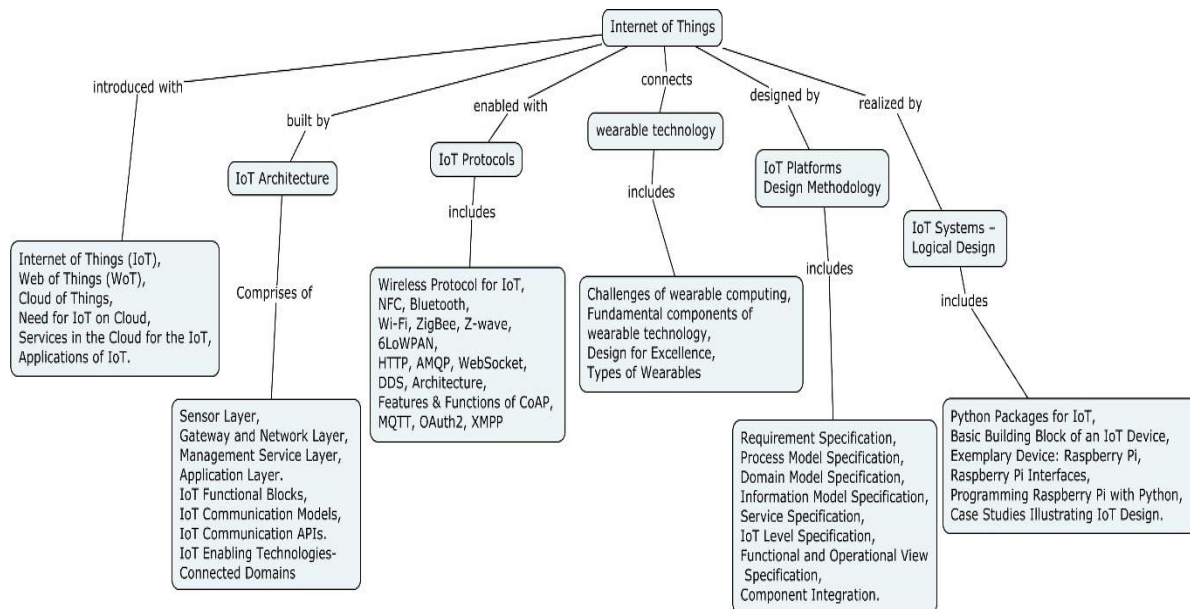 Internet of Things
introduced with
built by
enabled with
connects
designed by
realized by
IoT Architecture
IoT Protocols
wearable technology
IoT Platforms
Design Methodology
IoT Systems –
Logical Design
Internet of Things (IoT),
Web of Things (WoT),
Cloud of Things,
Need for IoT on Cloud,
Services in the Cloud for the IoT,
Applications of IoT.
Comprises of
Sensor Layer,
Gateway and Network Layer,
Management Service Layer,
Application Layer.
IoT Functional Blocks,
IoT Communication Models,
IoT Communication APIs.
IoT Enabling Technologies-
Connected Domains
includes
Wireless Protocol for IoT,
NFC, Bluetooth,
Wi-Fi, ZigBee, Z-wave,
6LoWPAN,
HTTP, AMQP, WebSocket,
DDS, Architecture,
Features & Functions of CoAP,
MQTT, OAuth2, XMPP
includes
Challenges of wearable computing,
Fundamental components of
wearable technology,
Design for Excellence,
Types of Wearables
includes
Requirement Specification,
Process Model Specification,
Domain Model Specification,
Information Model Specification,
Service Specification,
IoT Level Specification,
Functional and Operational View
Specification,
Component Integration.
includes
Python Packages for IoT,
Basic Building Block of an IoT Device,
Exemplary Device: Raspberry Pi,
Raspberry Pi Interfaces,
Programming Raspberry Pi with Python,
Case Studies Illustrating IoT Design.